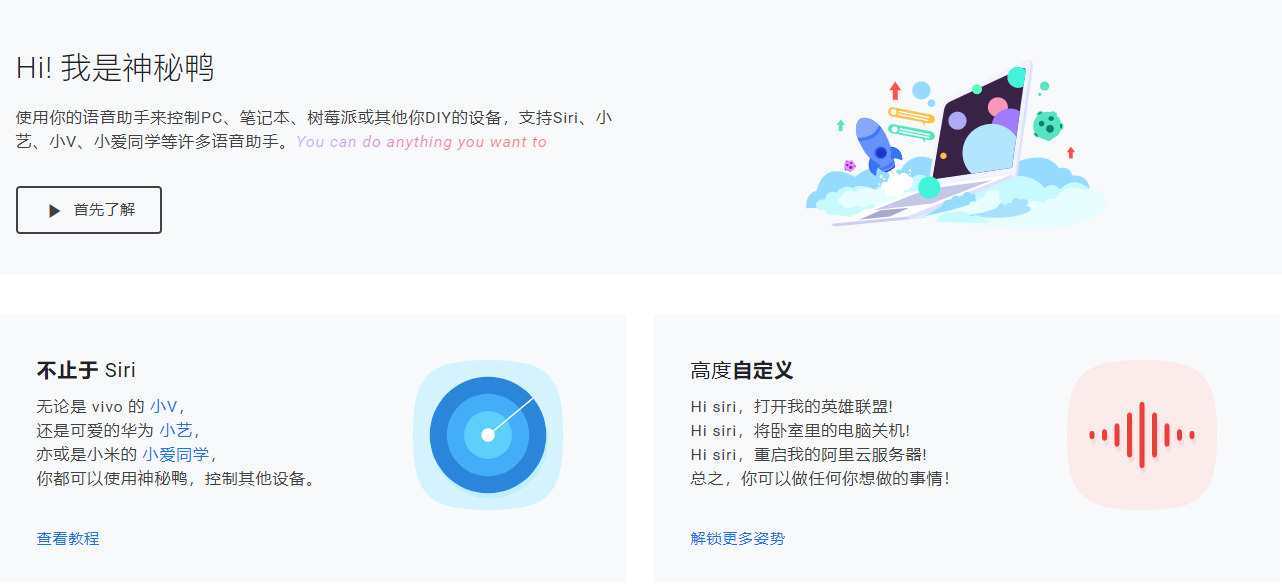 Hi! 我是神秘鸭
使用你的语音助手来控制PC、笔记本、树莓派或其他你DIY的设备，支持Siri、小
艺、小V、小爱同学等许多语音助手。You can do anything you want to
首先了解
不止于 Siri
无论是 vivo 的 小V，
还是可爱的华为 小艺，
亦或是小米的 小爱同学，
你都可以使用神秘鸭，控制其他设备。
查看教程
高度自定义
Hi siri，打开我的英雄联盟!
Hi siri，将卧室里的电脑关机!
Hi siri，重启我的阿里云服务器!
总之，你可以做任何你想做的事情！
解锁更多姿势